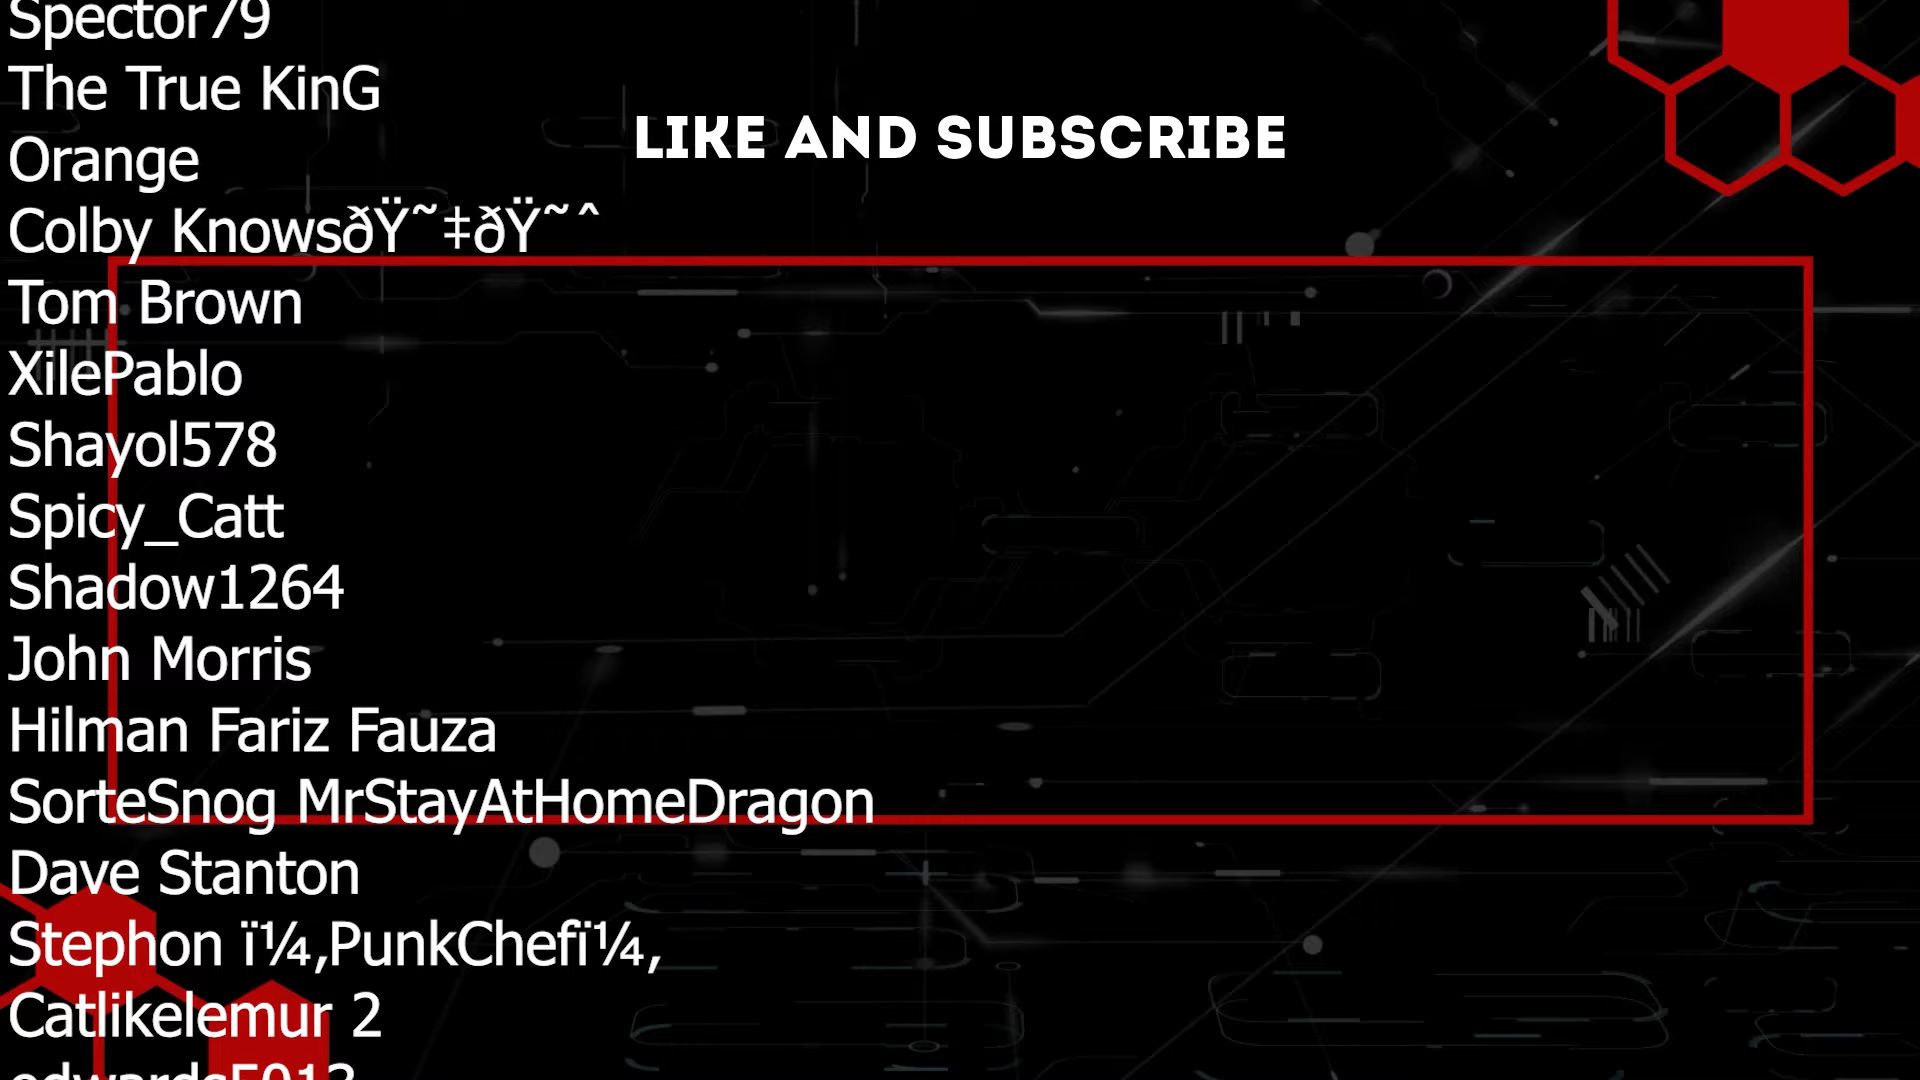 Spector79
The True KinG
LIKE AND SUBSCRIBE
Orange
Colby KnowsðŸ˜‡ðŸ˜ˆ
Tom Brown
XilePablo
Shayol578
Spicy_Catt
Shadow1264
John Morris
Hilman Fariz Fauza
SorteSnog MrStayAtHomeDragon
Dave Stanton
Stephon ï¼‚PunkChefï¼‚
Catlikelemur 2